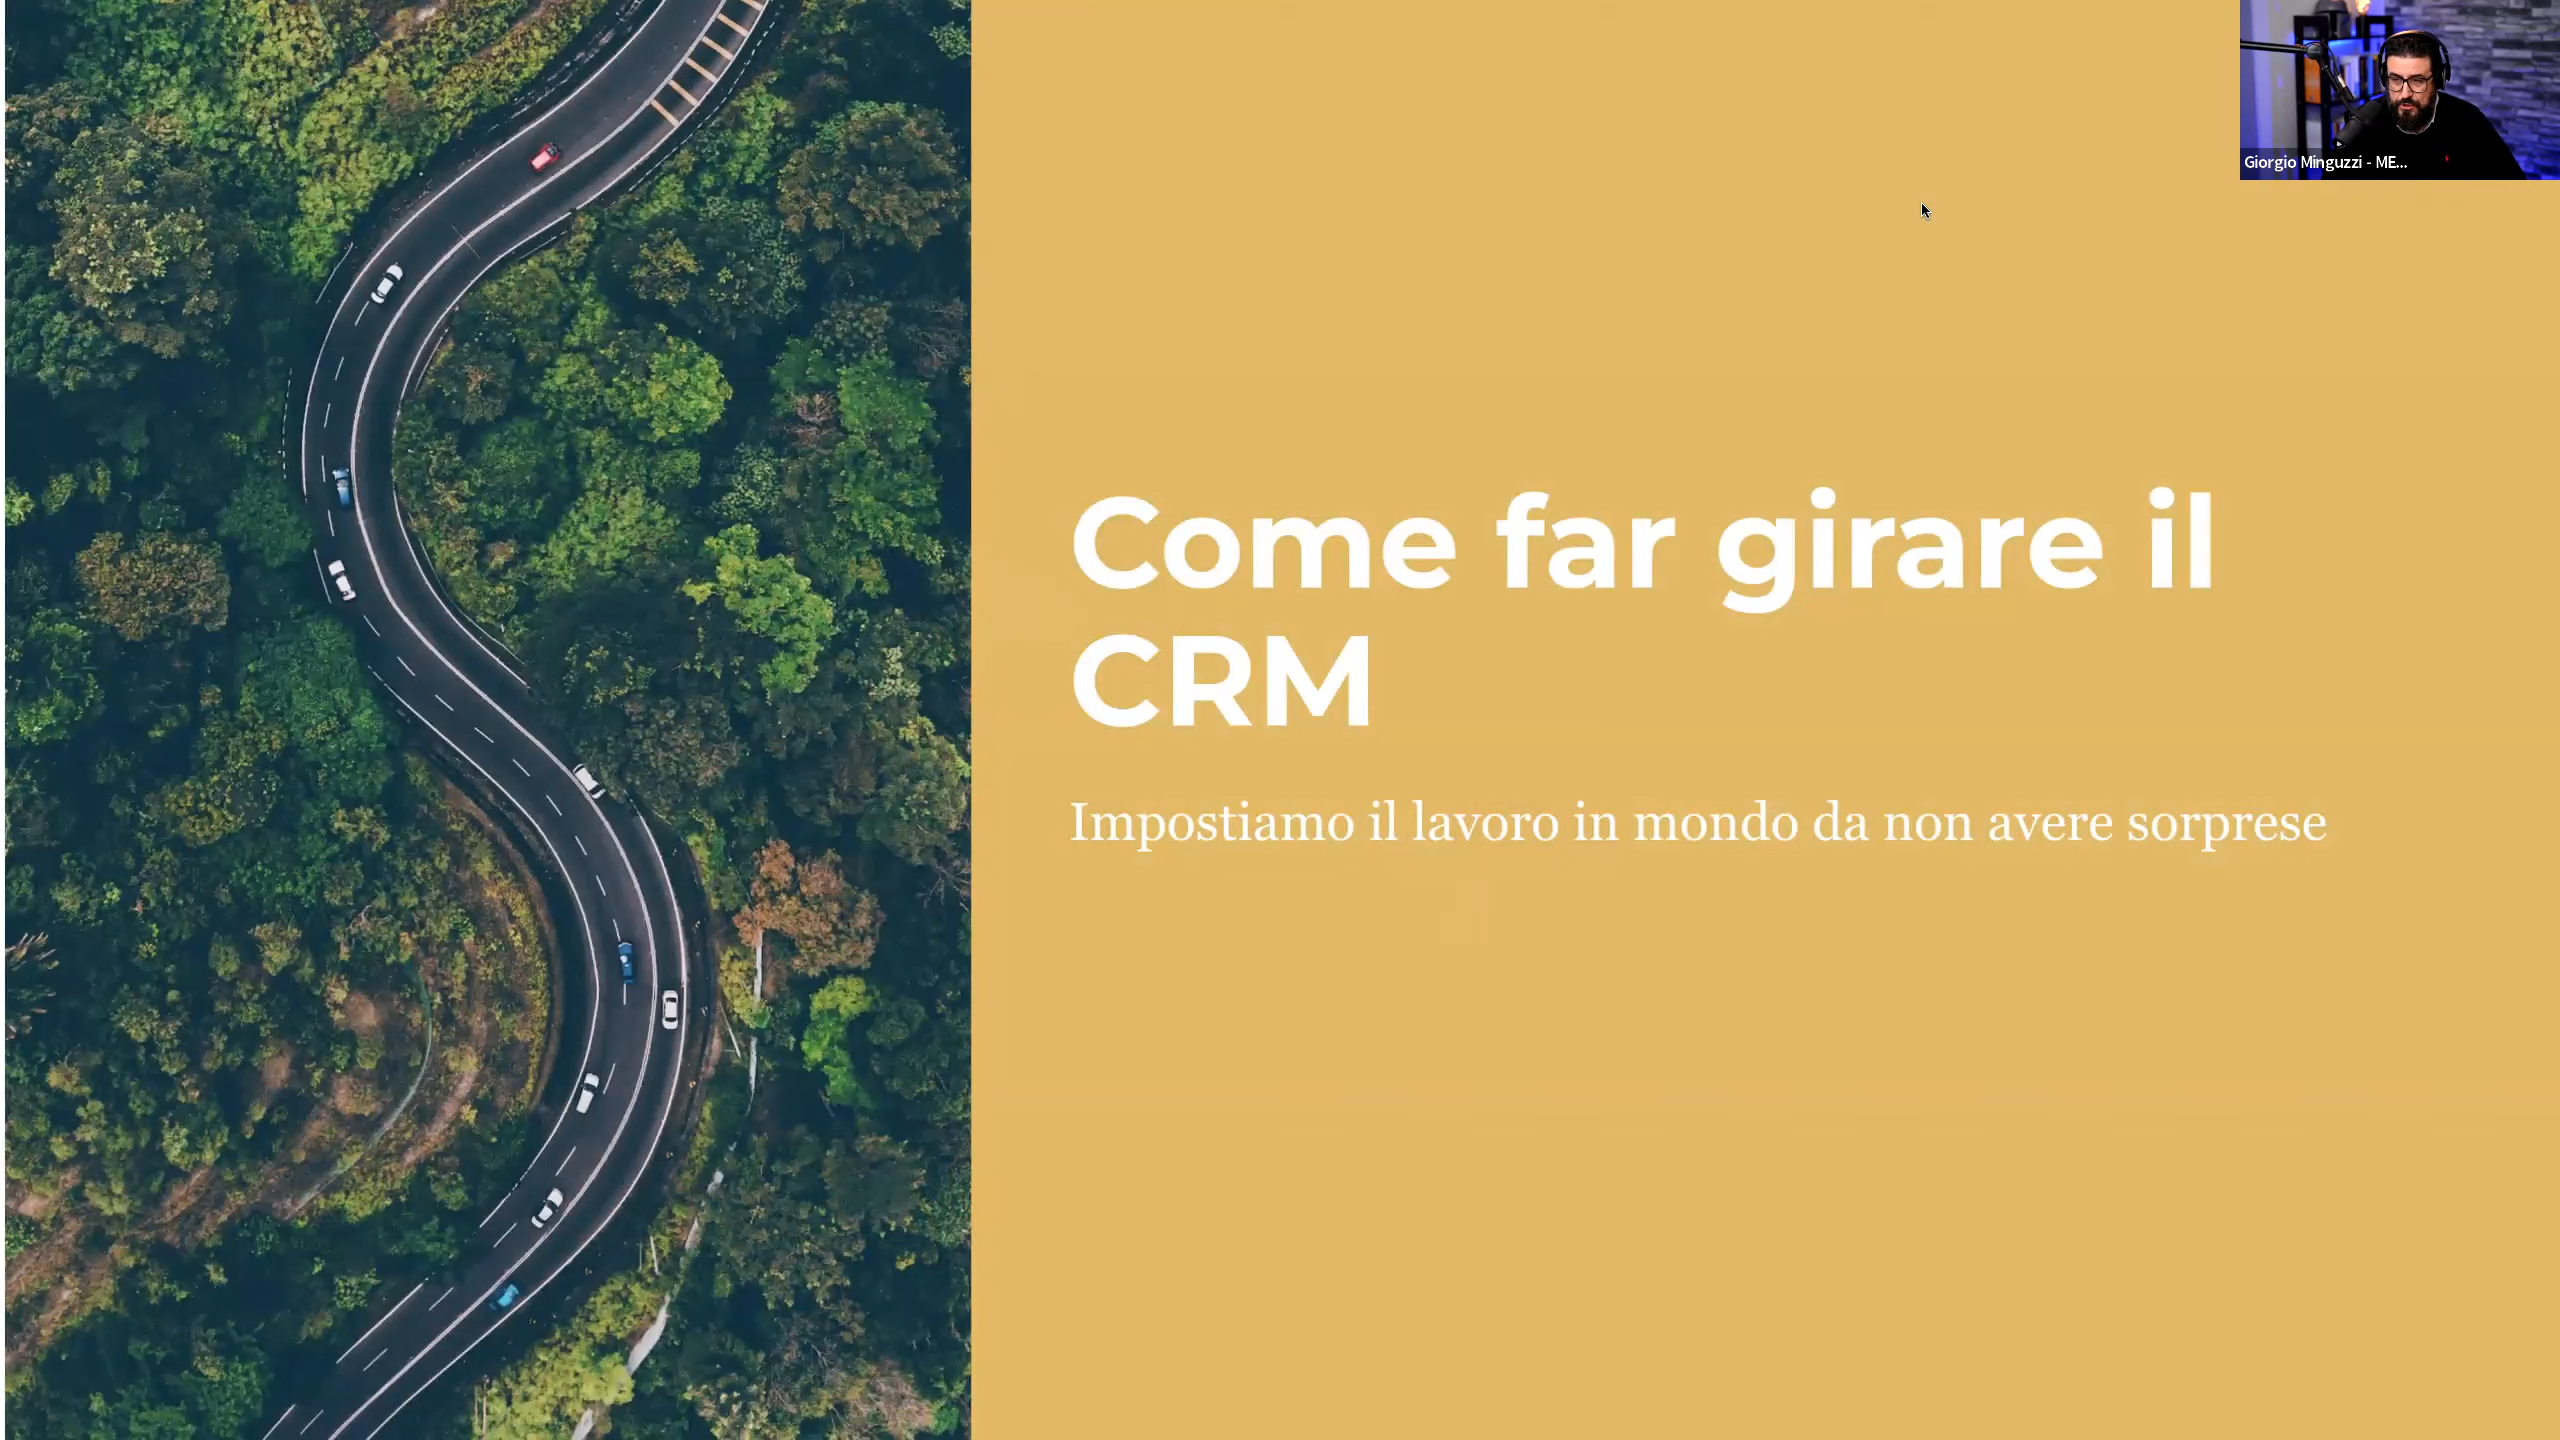 Giorgio Minguzzi - ME...
Come far girare il
CRM
Impostiamo il lavoro in mondo da non avere sorprese